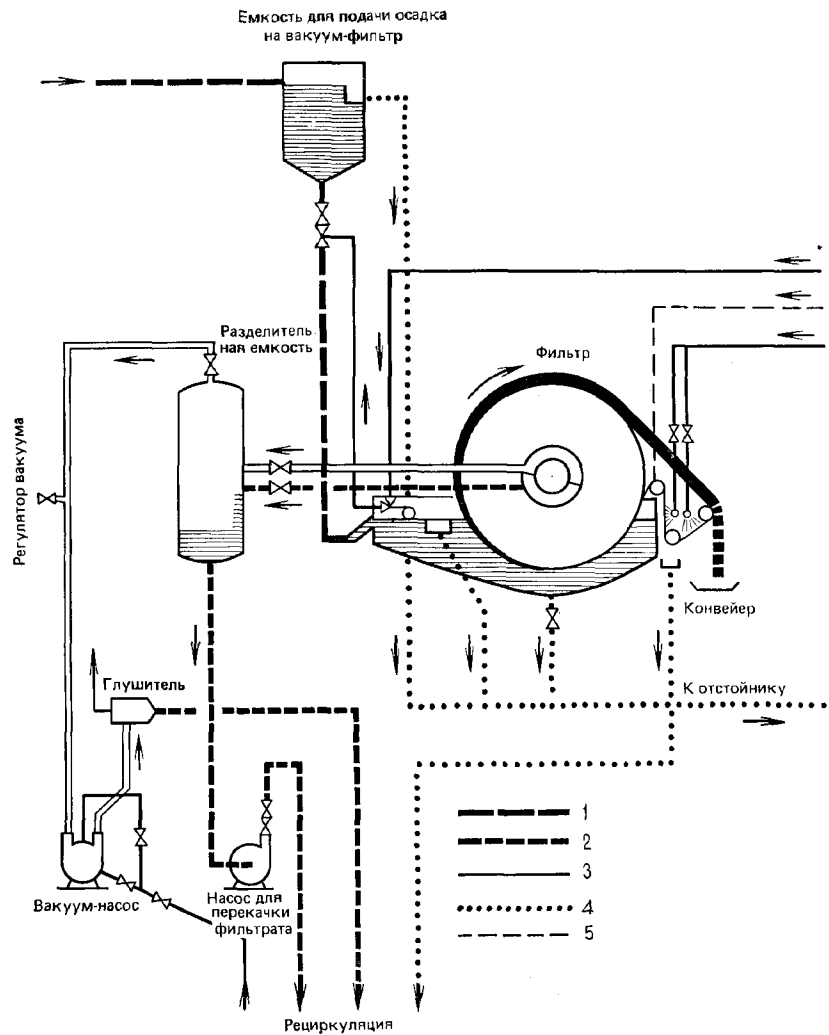 Емкость для подачи осадка
на вакуум-фильтр
Разделитель
ная емкость
Фильтр
Регулятор вакуума
Конвейер
Глушитель
К отстойнику
1
2
3
4
5
Вакуум-насос
Насос для
перекачки
фильтрата
Рециркуляция